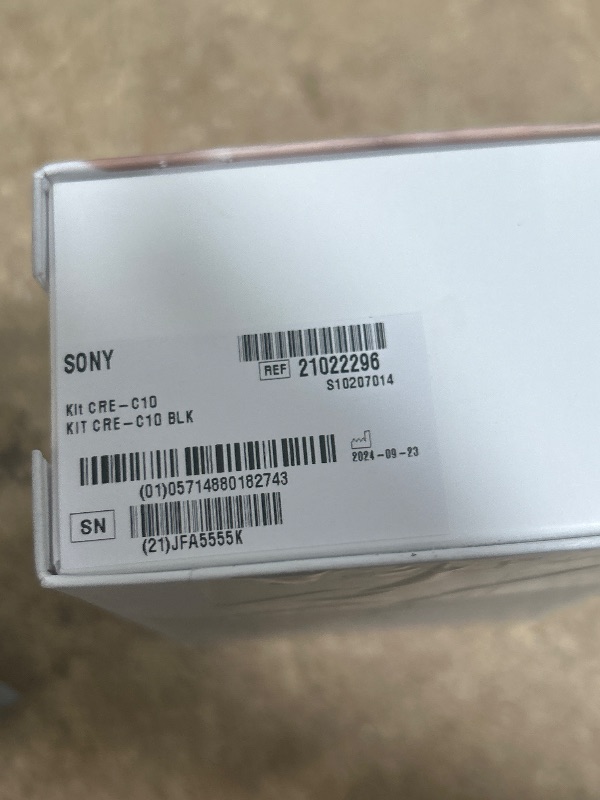 SONY
REF 21022296
S10207014
Kit CRE-C10
KIT CRE-C10 BLK
2024-09-23
(01)05714880182743
SN
(21)JFA5555K